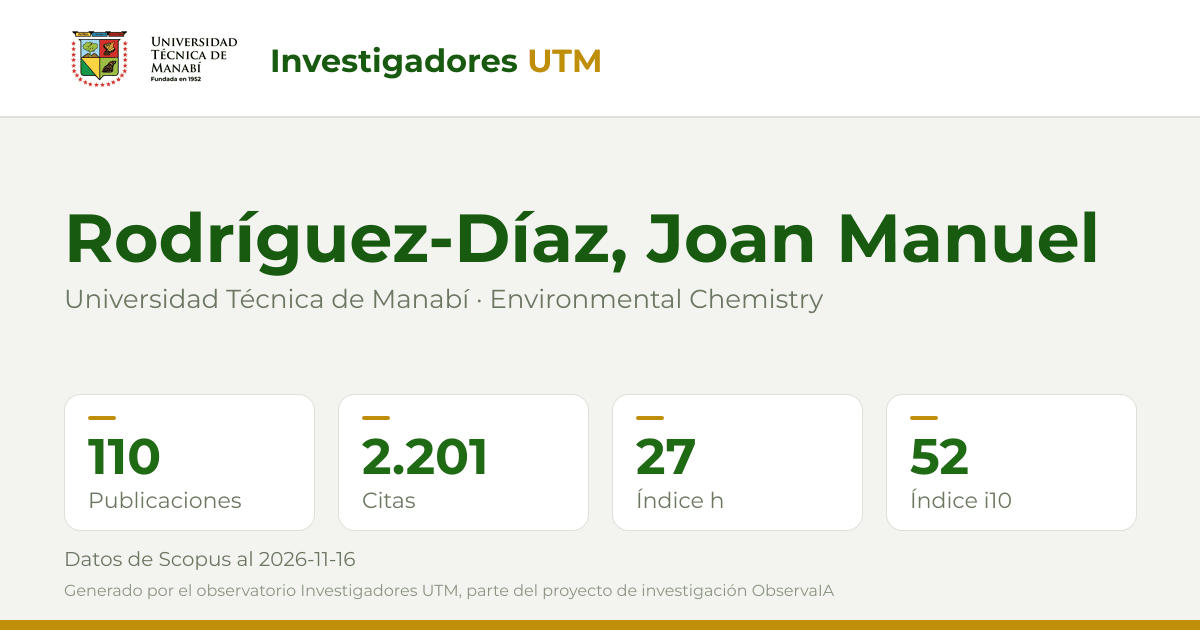 UNIVERSIDAD
TÉCNICA DE
MANABÍ
Fundada en 1952
Investigadores UTM
Rodríguez-Díaz, Joan Manuel
Universidad Técnica de Manabí · Environmental Chemistry
110
Publicaciones
2.201
Citas
27
Índice h
52
Índice i10
Datos de Scopus al 2026-11-16
Generado por el observatorio Investigadores UTM, parte del proyecto de investigación ObservaIA